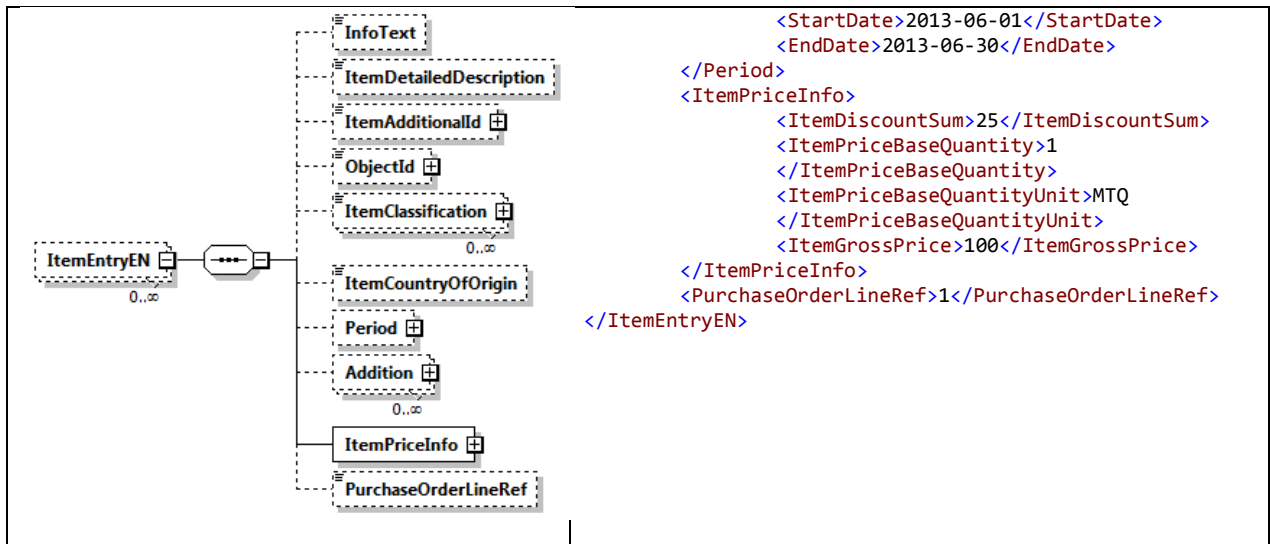 InfoText
ItemDetailedDescription
ItemAdditionalId
ObjectId
ItemClassification
0..∞
ItemEntryEN
0..∞
ItemCountryOfOrigin
Period
Addition
0..∞
ItemPriceInfo
PurchaseOrderLineRef
<StartDate>2013-06-01</StartDate>
<EndDate>2013-06-30</EndDate>
</Period>
<ItemPriceInfo>
<ItemDiscountSum>25</ItemDiscountSum>
<ItemPriceBaseQuantity>1
</ItemPriceBaseQuantity>
<ItemPriceBaseQuantityUnit>MTQ
</ItemPriceBaseQuantityUnit>
<ItemGrossPrice>100</ItemGrossPrice>
</ItemPriceInfo>
<PurchaseOrderLineRef>1</PurchaseOrderLineRef>
</ItemEntryEN>